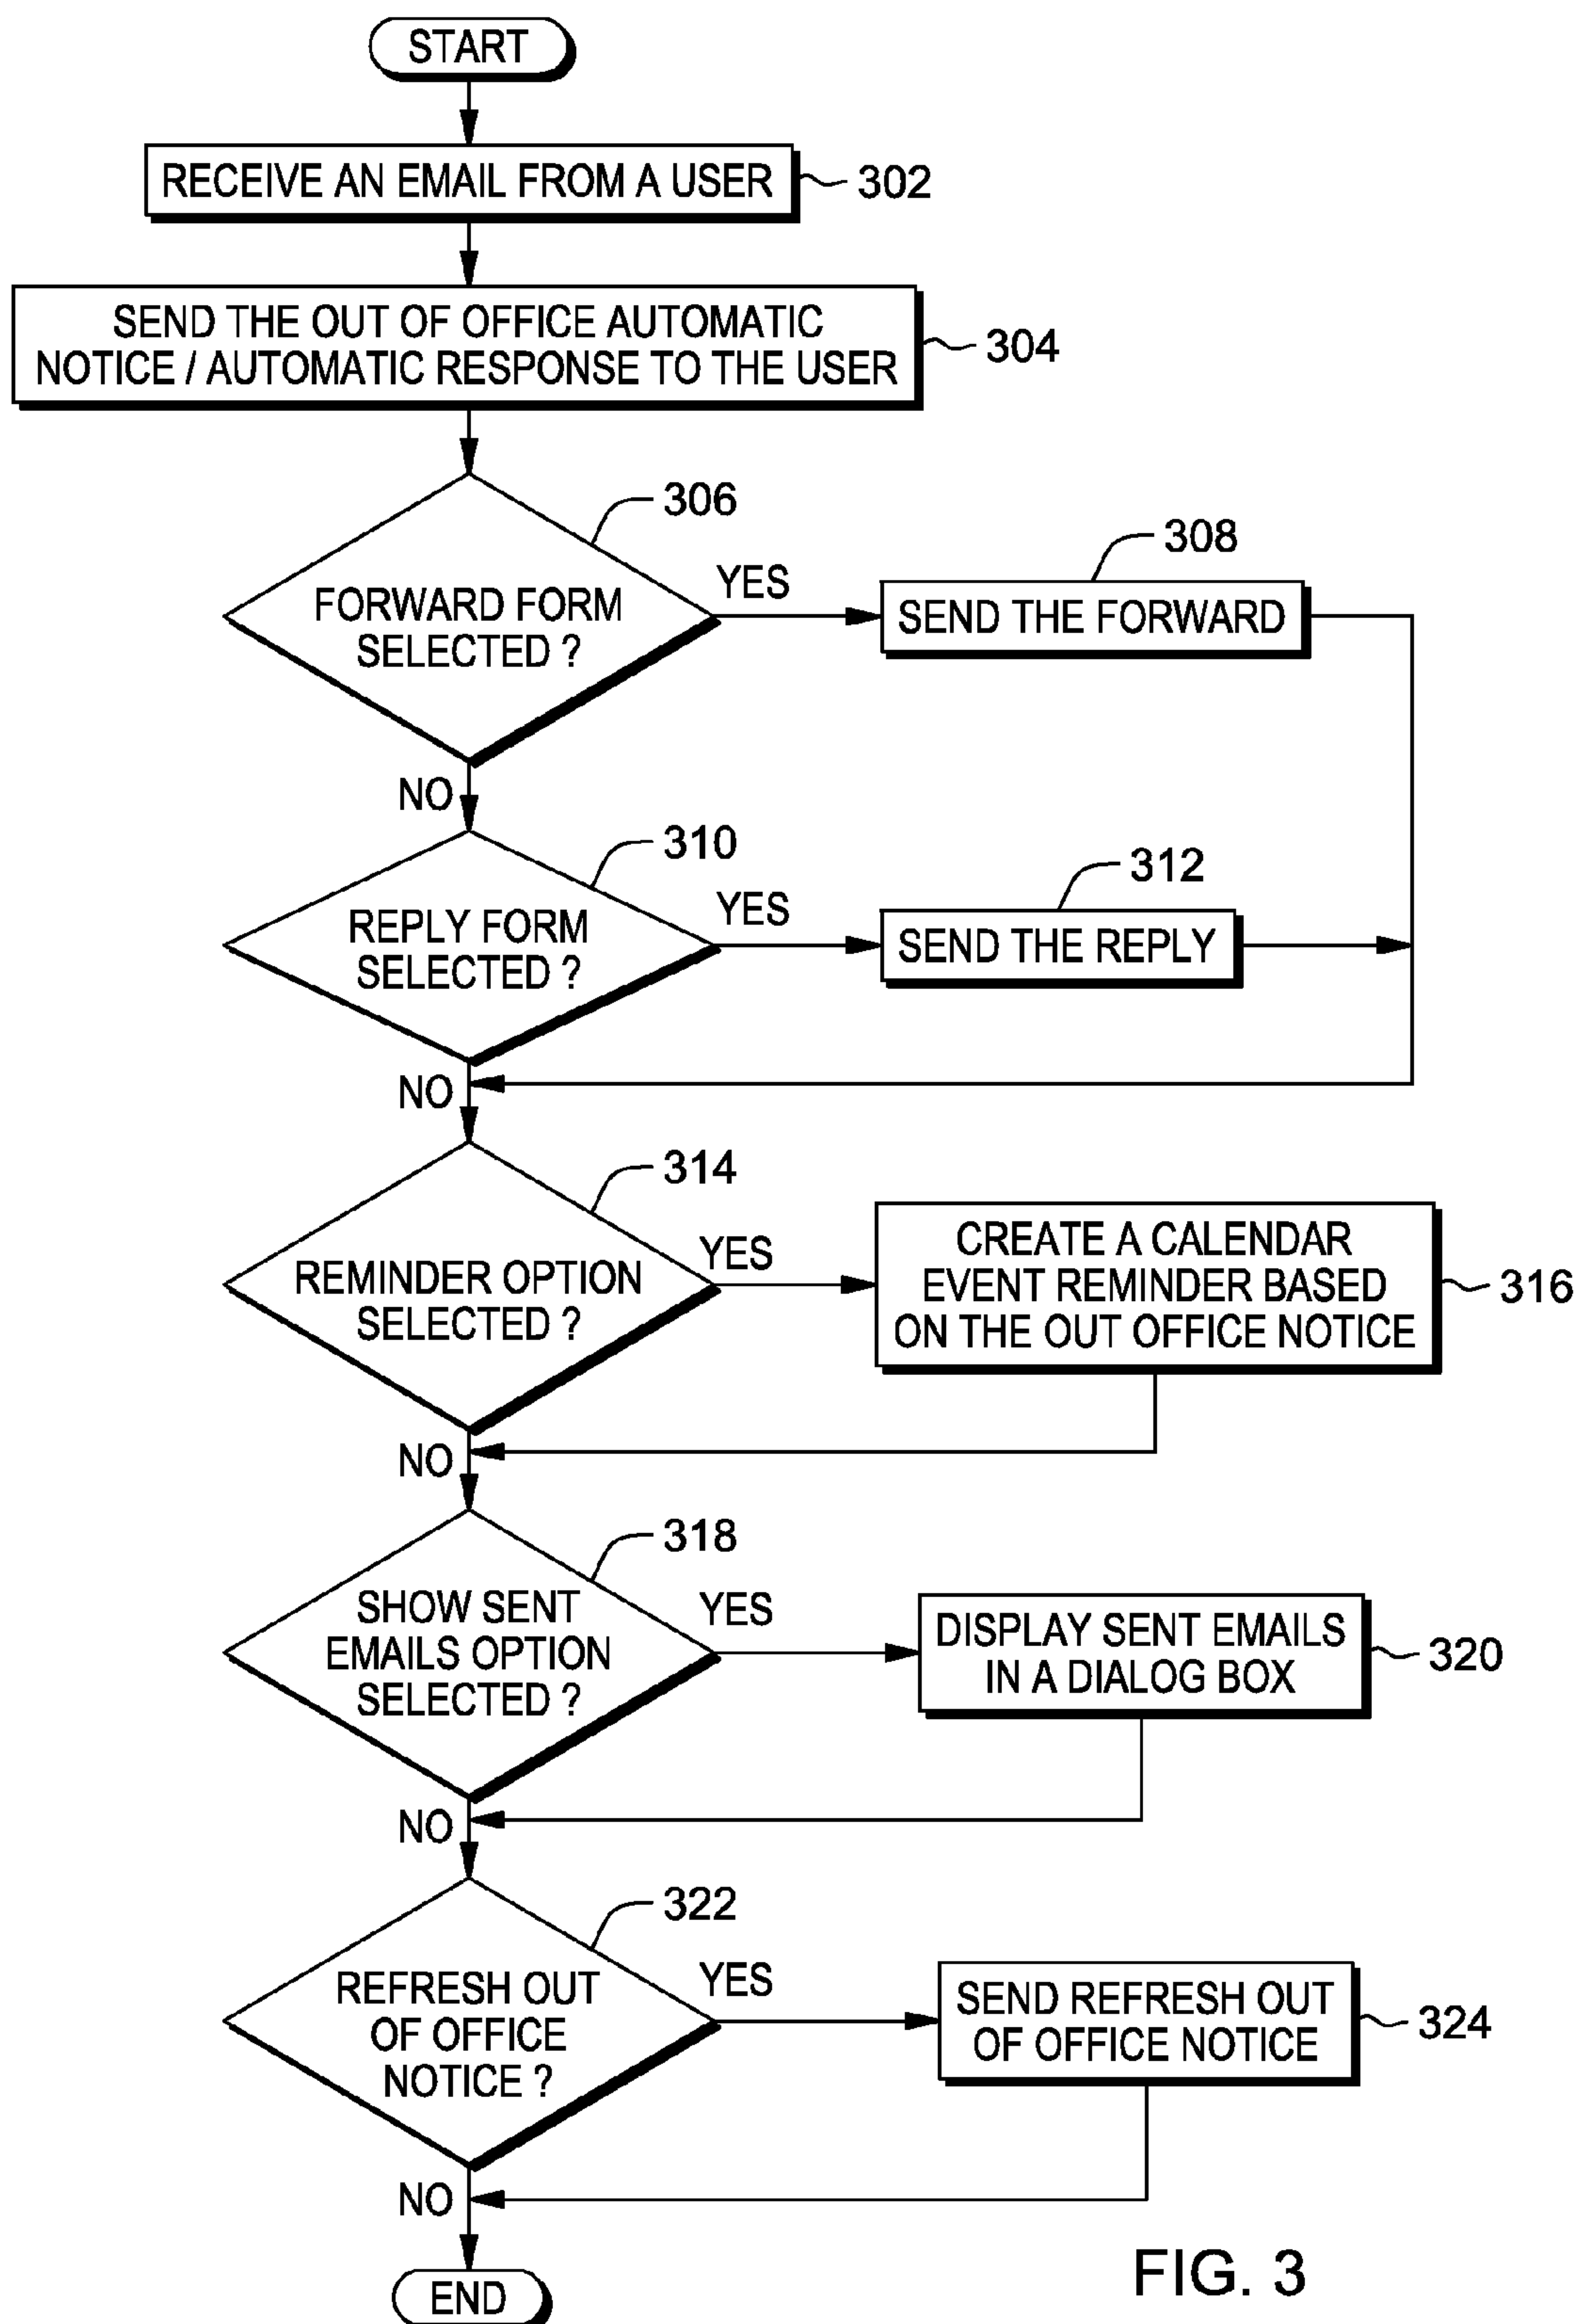 START
RECEIVE AN EMAIL FROM A USER
302
SEND THE OUT OF OFFICE AUTOMATIC
NOTICE / AUTOMATIC RESPONSE TO THE USER
304
306
FORWARD FORM
SELECTED ?
YES
308
SEND THE FORWARD
NO
310
REPLY FORM
SELECTED ?
YES
312
SEND THE REPLY
NO
314
REMINDER OPTION
SELECTED ?
YES
CREATE A CALENDAR
EVENT REMINDER BASED
ON THE OUT OFFICE NOTICE
316
NO
318
SHOW SENT
EMAILS OPTION
SELECTED ?
YES
DISPLAY SENT EMAILS
IN A DIALOG BOX
320
NO
322
REFRESH OUT
OF OFFICE
NOTICE ?
YES
SEND REFRESH OUT
OF OFFICE NOTICE
324
NO
END
FIG. 3